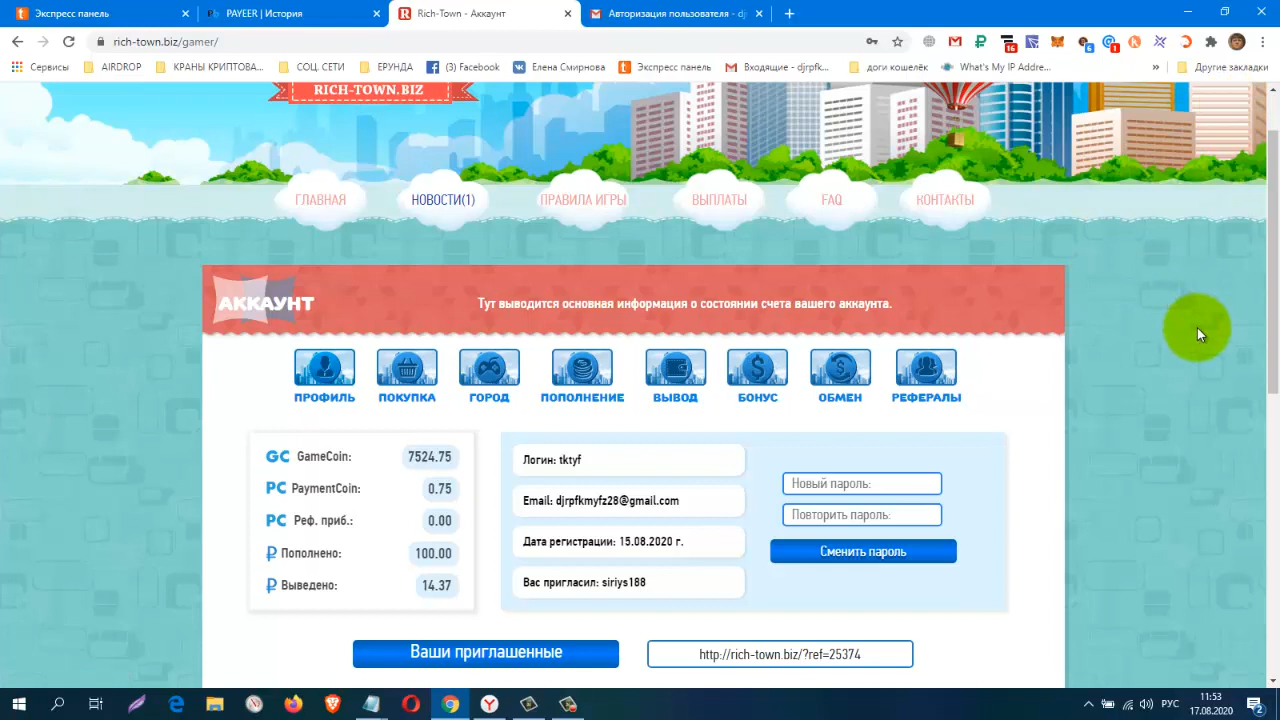 Экспресс панель
PAYEER | История
Rich-Town - Аккаунт
Авторизация пользователя - dj
rich-town.biz/gamer/
16
6
1
Сервисы
AIRDROP
КРАНЫ КРИПТОВА...
СОЦ. СЕТИ
ЕРУНДА
(3) Facebook
Елена Смирнова
Экспресс панель
Входящие - djrpfk...
доги кошелёк
What's My IP Addre...
»
Другие закладки
RICH-TOWN.BIZ
ГЛАВНАЯ
НОВОСТИ(1)
ПРАВИЛА ИГРЫ
ВЫПЛАТЫ
FAQ
КОНТАКТЫ
АККАУНТ
Тут выводится основная информация о состоянии счета вашего аккаунта.
ПРОФИЛЬ
ПОКУПКА
ГОРОД
ПОПОЛНЕНИЕ
ВЫВОД
БОНУС
ОБМЕН
РЕФЕРАЛЫ
GC GameCoin: 7524.75
PC PaymentCoin: 0.75
PC Реф. приб.: 0.00
₽ Пополнено: 100.00
₽ Выведено: 14.37
Логин: tktyf
Email: djrpfkmyfz28@gmail.com
Дата регистрации: 15.08.2020 г.
Вас пригласил: siriys188
Новый пароль:
Повторить пароль:
Сменить пароль
Ваши приглашенные
http://rich-town.biz/?ref=25374
РУС
11:53
17.08.2020
2